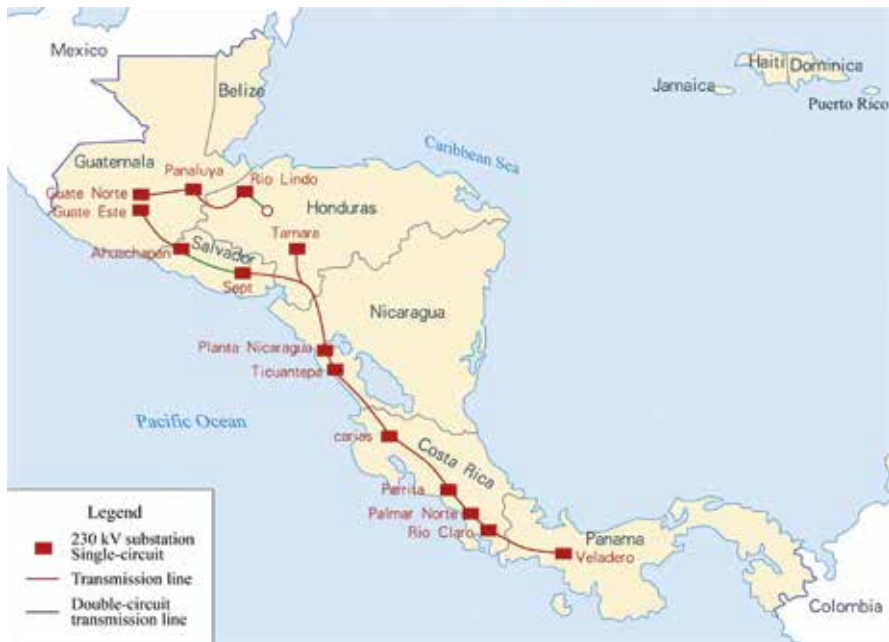 Mexico
Belize
Haiti
Dominica
Jamaica
Puerto Rico
Caribbean Sea
Guatemala
Panaluya
Rio Lindo
Guate Norte
Guate Este
Honduras
Tamara
Salvador
Ahuachapán
Sept
Nicaragua
Planta Nicaragua
Ticuantepe
Pacific Ocean
carias
Costa Rica
Parrita
Palmar Norte
Rio Claro
Panama
Veladero
Colombia
Legend
230 kV substation
Single-circuit
Transmission line
Double-circuit
transmission line